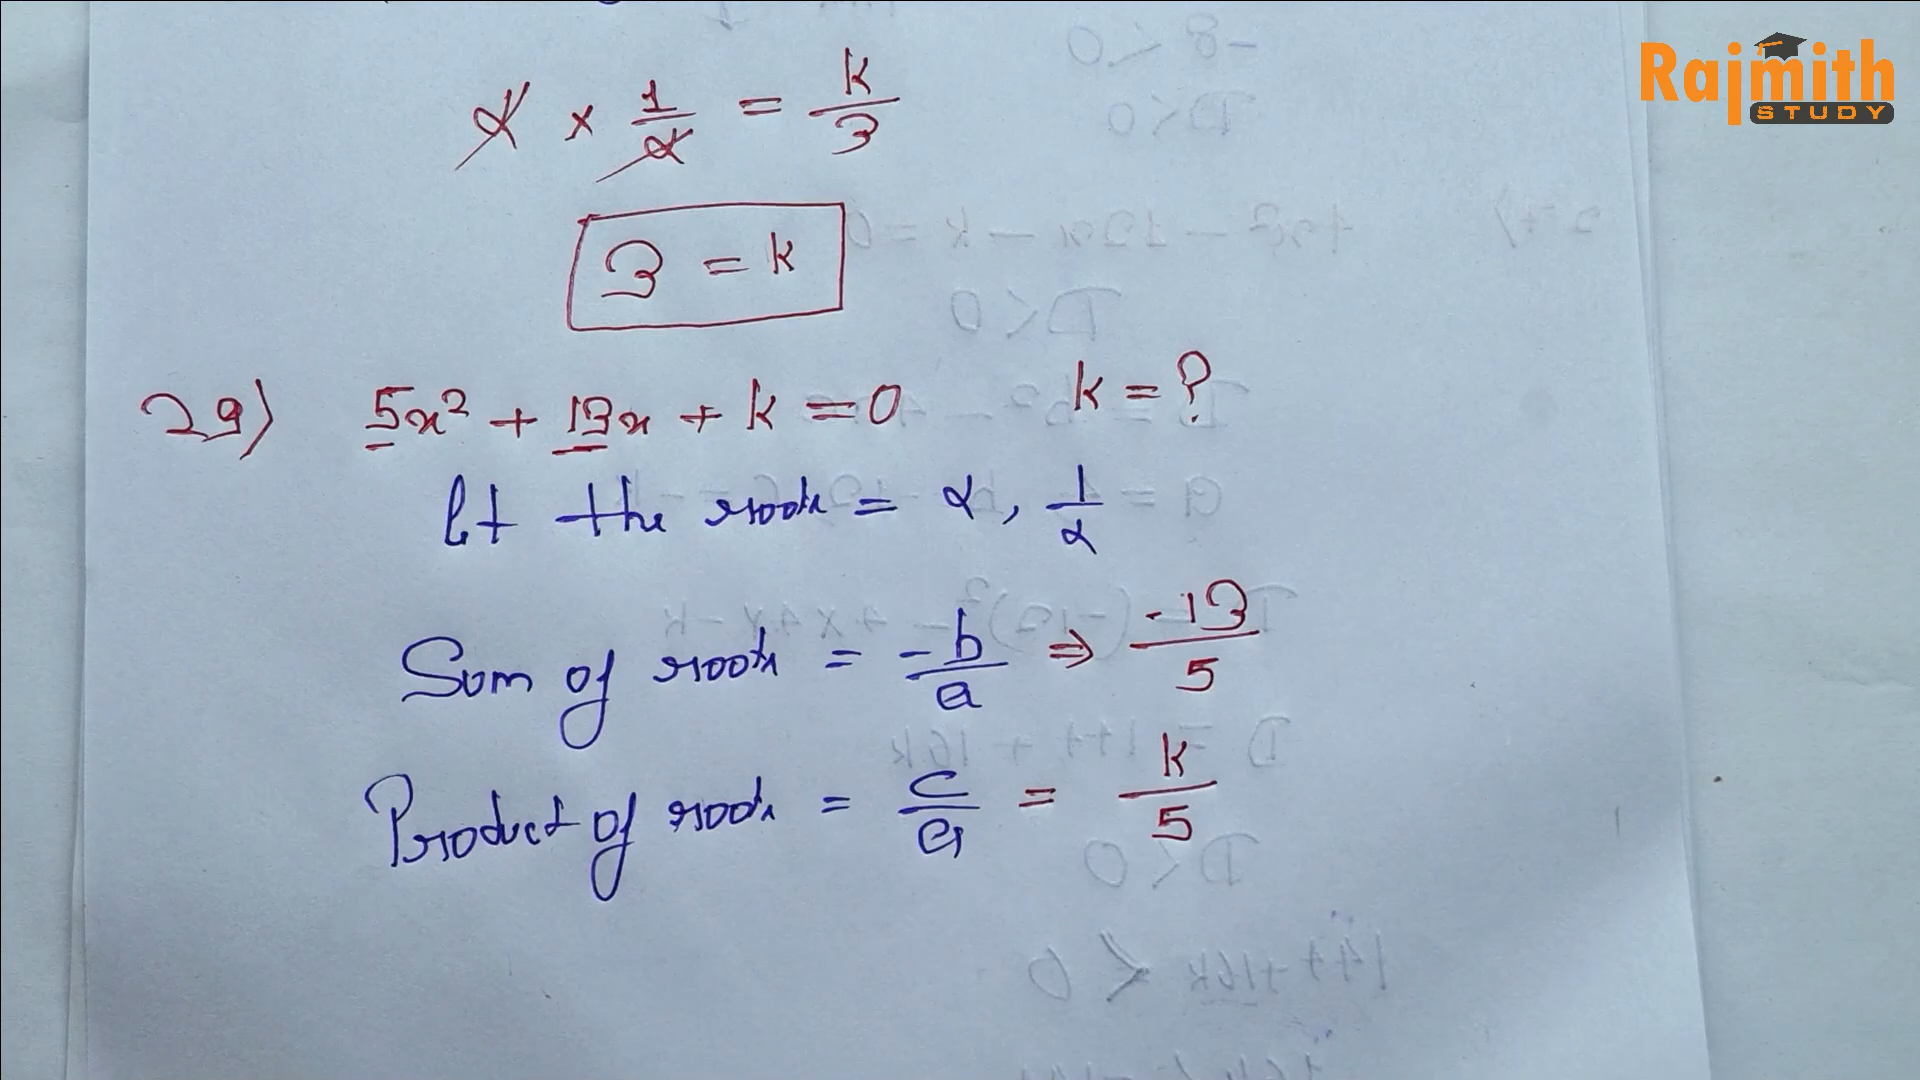 Rajmith
STUDY
α × 1/α = k/3
3 = k
29) 5x² + 13x + k = 0 k = ?
let the roots = α, 1/α
Sum of roots = -b/a ⇒ -13/5
Product of roots = c/a = k/5